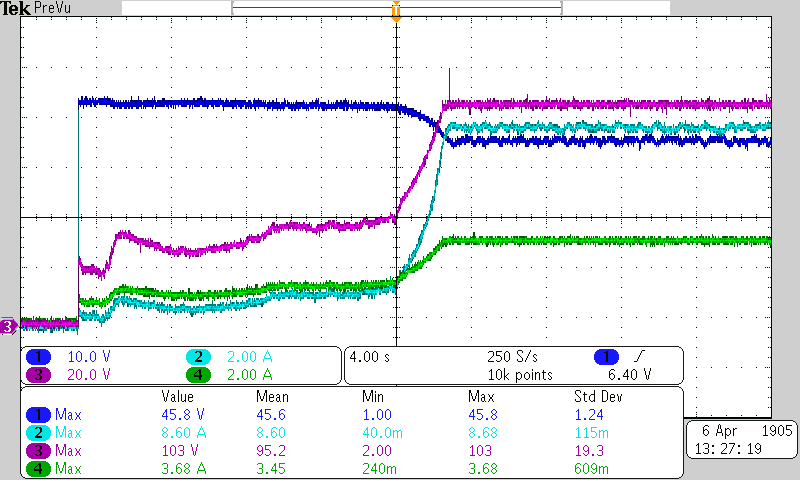 Tek PreVu
T
3
1 10.0 V 2 2.00 A
3 20.0 V 4 2.00 A
4.00 s 250 S/s 1
10k points 6.40 V
Value Mean Min Max Std Dev
1 Max 45.8 V 45.6 1.00 45.8 1.24
2 Max 8.60 A 8.60 40.0m 8.68 115m
3 Max 103 V 95.2 2.00 103 19.3
4 Max 3.68 A 3.45 240m 3.68 609m
6 Apr 1905
13:27:19